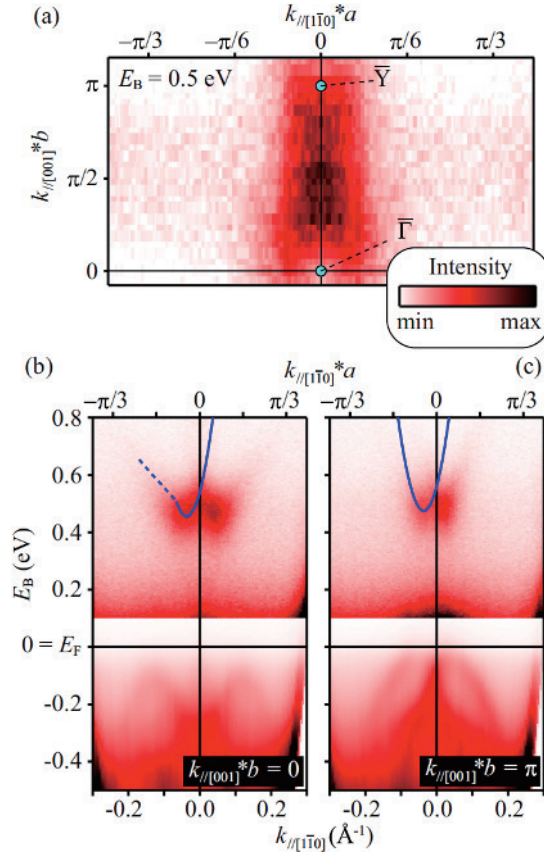 (a)
k//[11̅0]*a
−π/3 −π/6 0 π/6 π/3
E_B = 0.5 eV
Y̅
π
k//[001]*b
π/2
Γ̅
0
Intensity
min max
(b)
k//[11̅0]*a
(c)
−π/3 0 π/3 −π/3 0 π/3
0.8
0.6
0.4
E_B (eV)
0.2
0 = E_F
-0.2
-0.4
k//[001]*b = 0
k//[001]*b = π
-0.2 0 0.2 -0.2 0 0.2
k//[11̅0] (Å⁻¹)